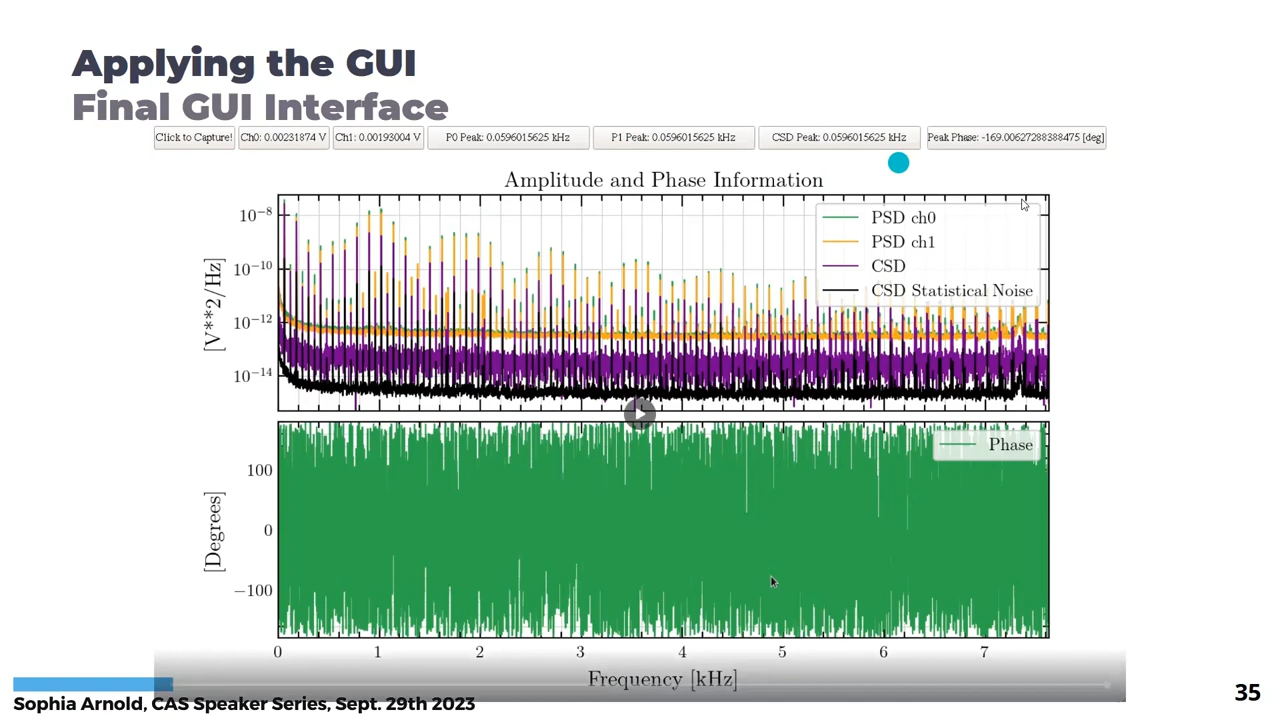 Applying the GUI
Final GUI Interface
Click to Capture! Ch0: 0.00231874 V Ch1: 0.00193004 V P0 Peak: 0.0596015625 kHz P1 Peak: 0.0596015625 kHz CSD Peak: 0.0596015625 kHz Peak Phase: -169.00627288388475 [deg]
Amplitude and Phase Information
PSD ch0
PSD ch1
CSD
CSD Statistical Noise
10⁻⁸
10⁻¹⁰
10⁻¹²
10⁻¹⁴
[V**2/Hz]
Phase
100
0
−100
[Degrees]
0 1 2 3 4 5 6 7
Frequency [kHz]
Sophia Arnold, CAS Speaker Series, Sept. 29th 2023
35